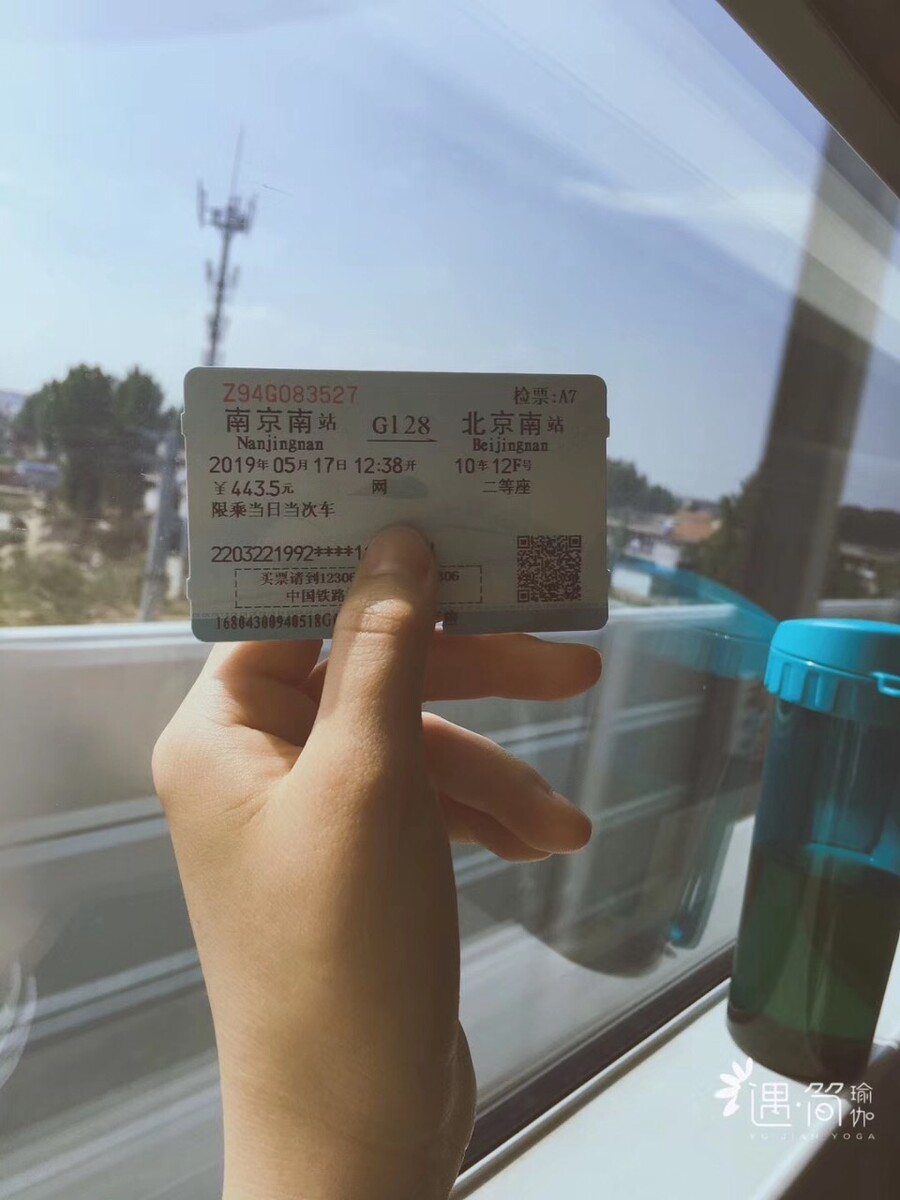 Z94G083527 检票:A7
南京南站 G128 北京南站
Nanjingnan Beijingnan
2019年05月17日 12:38开 10车12F号
¥443.5元 网 二等座
限乘当日当次车
2203221992****1
买票请到12306 306
中国铁路
16804300940518G
遇·简 瑜伽
YU JIAN YOGA